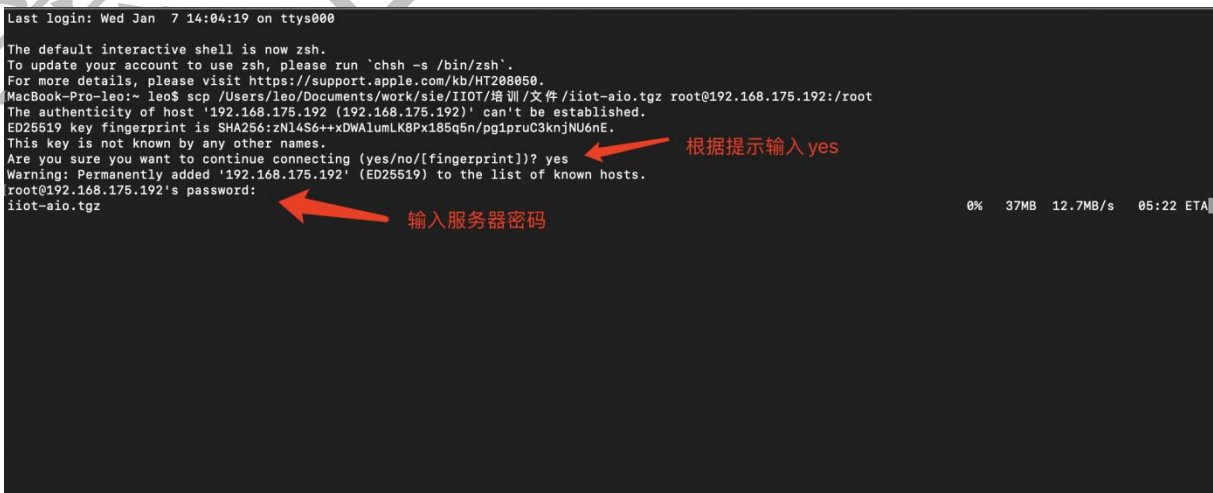 Last login: Wed Jan  7 14:04:19 on ttys000
The default interactive shell is now zsh.
To update your account to use zsh, please run `chsh -s /bin/zsh`.
For more details, please visit https://support.apple.com/kb/HT208050.
MacBook-Pro-leo:~ leo$ scp /Users/leo/Documents/work/sie/IIOT/培训/文件/iiot-aio.tgz root@192.168.175.192:/root
The authenticity of host '192.168.175.192 (192.168.175.192)' can't be established.
ED25519 key fingerprint is SHA256:zNl4S6++xDWAlumLK8Px185q5n/pg1pruC3knjNU6nE.
This key is not known by any other names.
根据提示输入 yes
Are you sure you want to continue connecting (yes/no/[fingerprint])? yes
Warning: Permanently added '192.168.175.192' (ED25519) to the list of known hosts.
root@192.168.175.192's password:
iiot-aio.tgz 0% 37MB 12.7MB/s 05:22 ETA
输入服务器密码